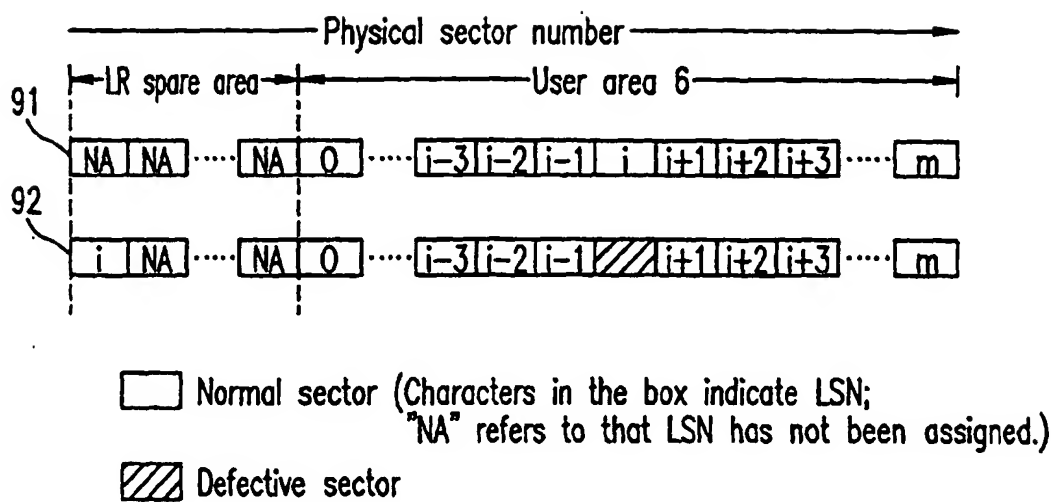 Physical sector number
LR spare area User area 6
91
NA NA ..... NA 0 ..... i-3 i-2 i-1 i i+1 i+2 i+3 ..... m
92
i NA ..... NA 0 ..... i-3 i-2 i-1 i+1 i+2 i+3 ..... m
Normal sector (Characters in the box indicate LSN;
"NA" refers to that LSN has not been assigned.)
Defective sector